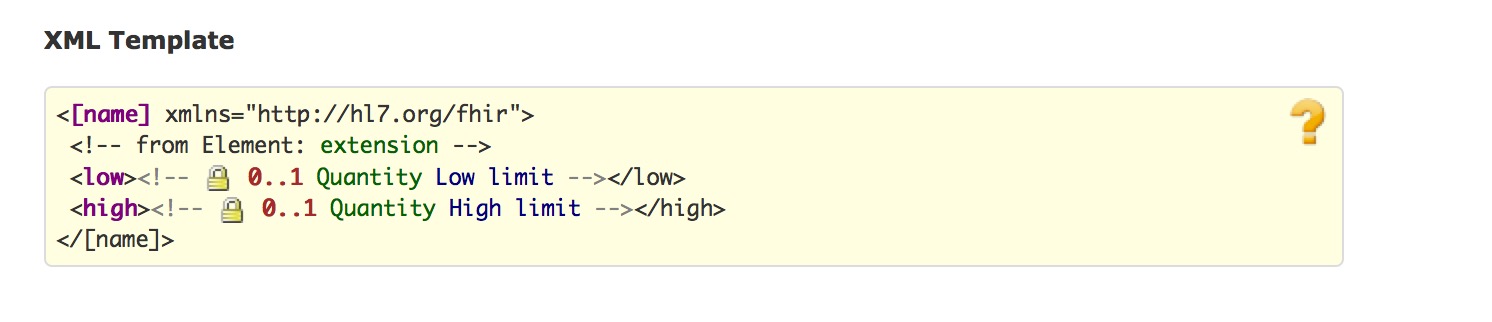 XML Template
<[name] xmlns="http://hl7.org/fhir">
<!-- from Element: extension -->
<low><!-- 0..1 Quantity Low limit --></low>
<high><!-- 0..1 Quantity High limit --></high>
</[name]>